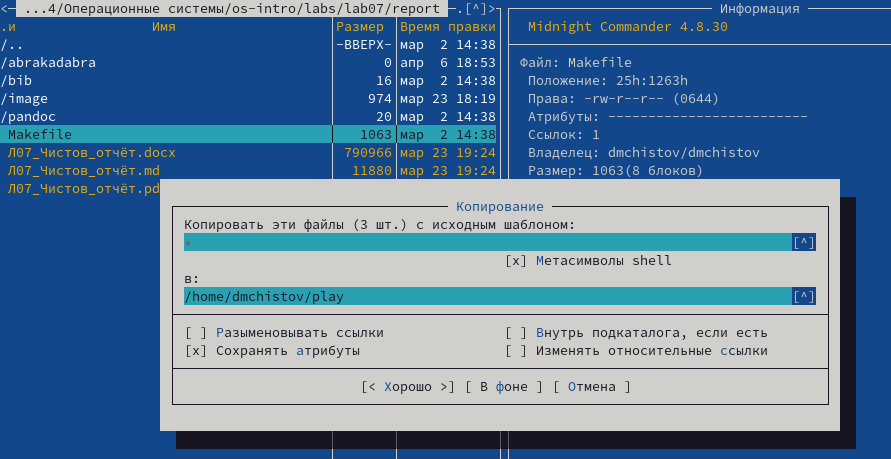 <─ ...4/Операционные системы/os-intro/labs/lab07/report ─.[^]>
.и Имя Размер Время правки
/.. -ВВЕРХ- мар 2 14:38
/abrakadabra 0 апр 6 18:53
/bib 16 мар 2 14:38
/image 974 мар 23 18:19
/pandoc 20 мар 2 14:38
Makefile 1063 мар 2 14:38
Л07_Чистов_отчёт.docx 790966 мар 23 19:24
Л07_Чистов_отчёт.md 11880 мар 23 19:24
Л07_Чистов_отчёт.pd
Информация
Midnight Commander 4.8.30
Файл: Makefile
Положение: 25h:1263h
Права: -rw-r--r-- (0644)
Атрибуты: -------------------------
Ссылок: 1
Владелец: dmchistov/dmchistov
Размер: 1063(8 блоков)
Копирование
Копировать эти файлы (3 шт.) с исходным шаблоном:
* [^]
[x] Метасимволы shell
в:
/home/dmchistov/play [^]
[ ] Разыменовывать ссылки [ ] Внутрь подкаталога, если есть
[x] Сохранять атрибуты [ ] Изменять относительные ссылки
[< Хорошо >] [ В фоне ] [ Отмена ]